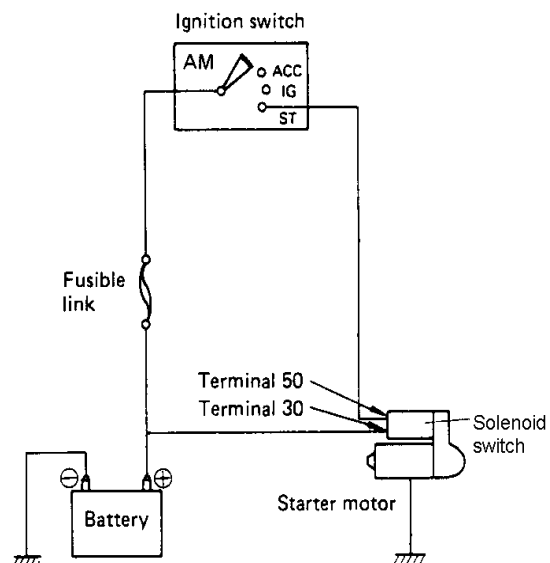 Ignition switch
AM
ACC
IG
ST
Fusible
link
Terminal 50
Terminal 30
Solenoid
switch
⊖
⊕
Battery
Starter motor